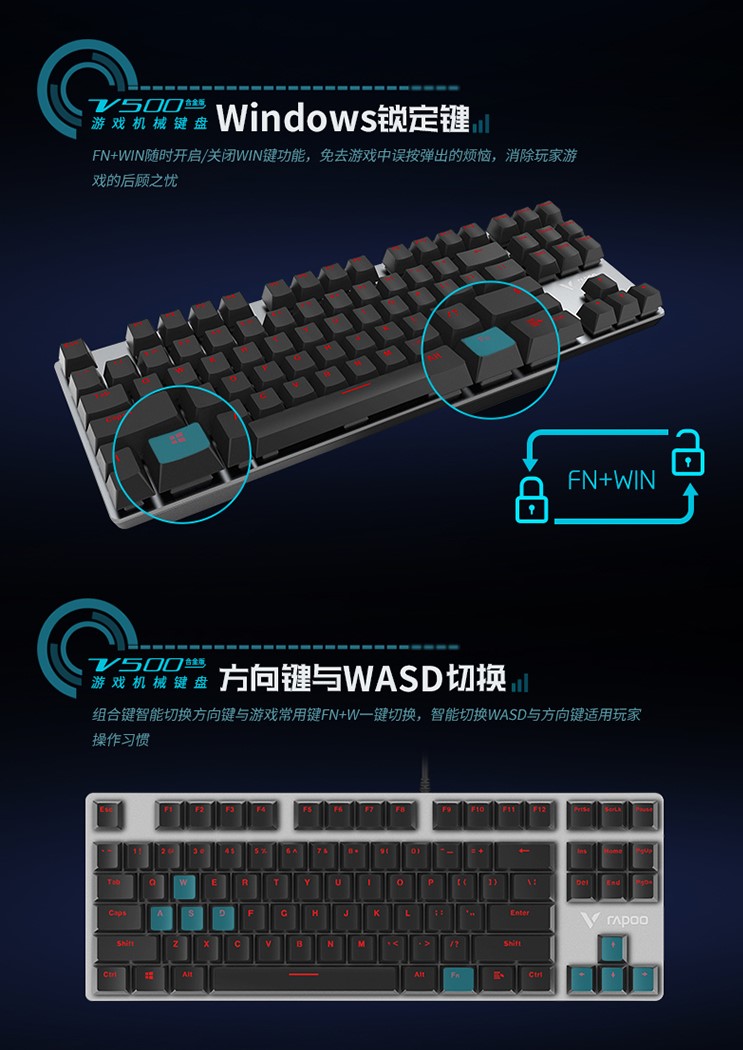 V500 合金版
游戏机械键盘
Windows锁定键
FN+WIN随时开启/关闭WIN键功能，免去游戏中误按弹出的烦恼，消除玩家游
戏的后顾之忧
FN+WIN
V500 合金版
游戏机械键盘
方向键与WASD切换
组合键智能切换方向键与游戏常用键FN+W一键切换，智能切换WASD与方向键适用玩家
操作习惯
Esc F1 F2 F3 F4 F5 F6 F7 F8 F9 F10 F11 F12
Ins Home PgUp
Tab Q W E R T Y U I O P [{ ]} \¦ Del End PgDn
Caps A S D F G H J K L Enter
rapoo
Shift Z X C V B N M Shift
Ctrl Alt Alt Fn Ctrl